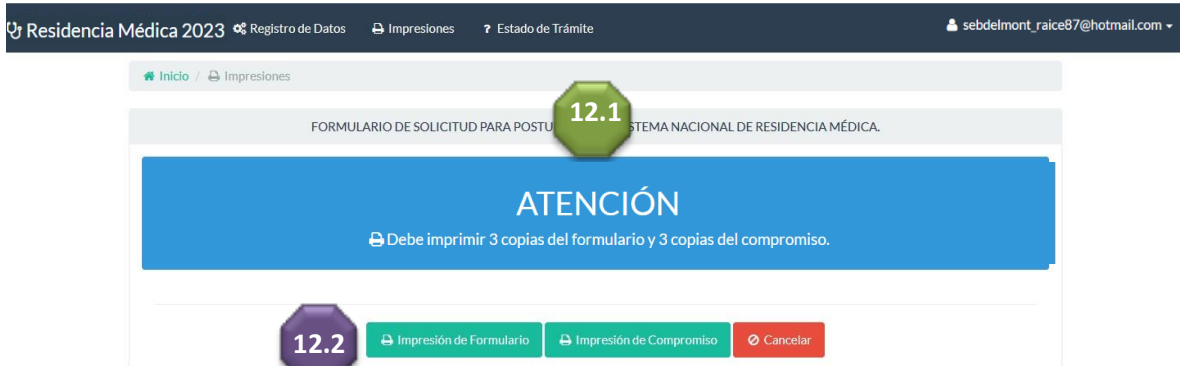 Residencia Médica 2023 Registro de Datos Impresiones ? Estado de Trámite sebdelmont_raice87@hotmail.com
Inicio / Impresiones
12.1
FORMULARIO DE SOLICITUD PARA NACIONAL DE RESIDENCIA MÉDICA.
ATENCIÓN
Debe imprimir 3 copias del formulario y 3 copias del compromiso.
12.2 Impresión de Formulario Impresión de Compromiso Cancelar